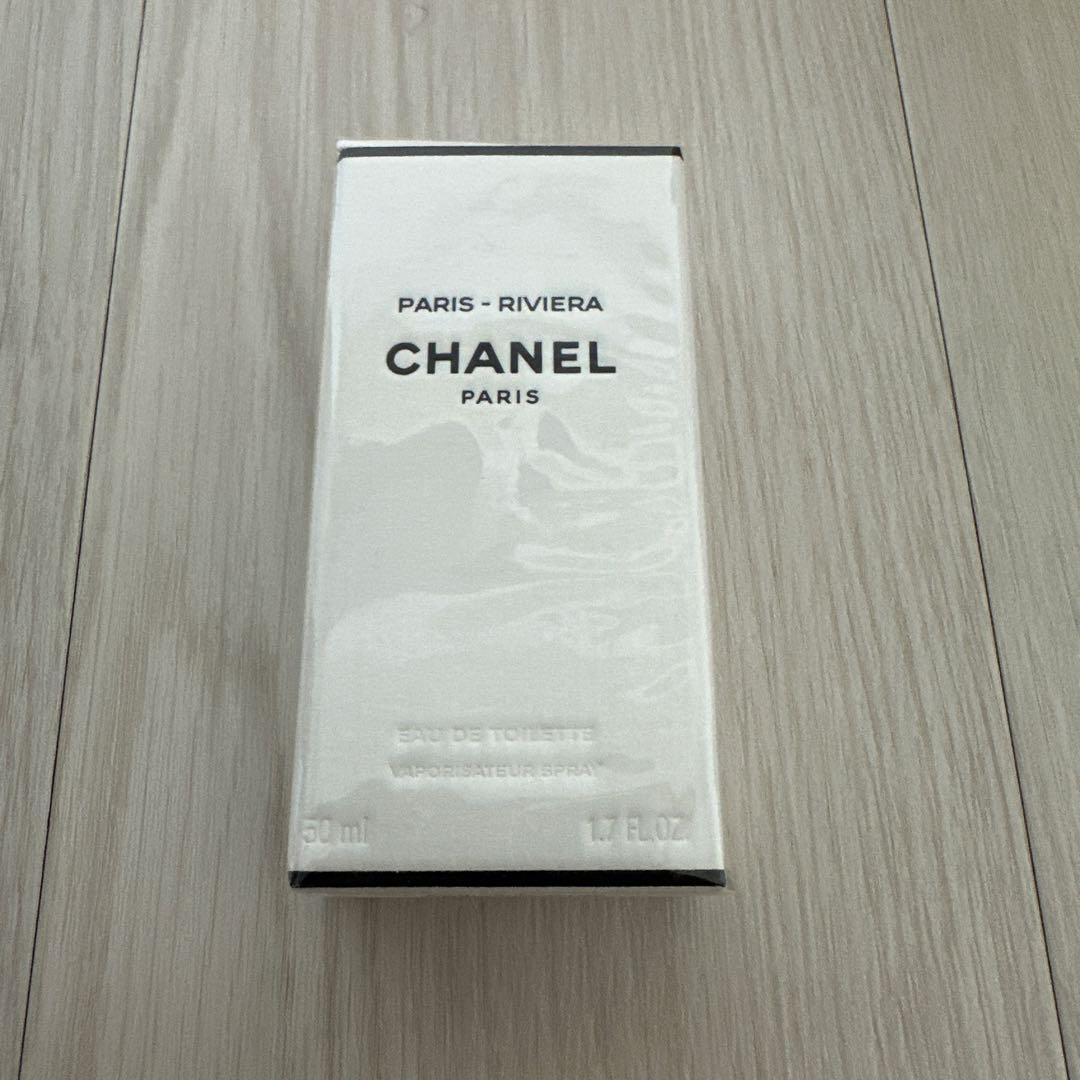 PARIS - RIVIERA
CHANEL
PARIS
EAU DE TOILETTE
VAPORISATEUR SPRAY
50 ml
1.7 FL.OZ.